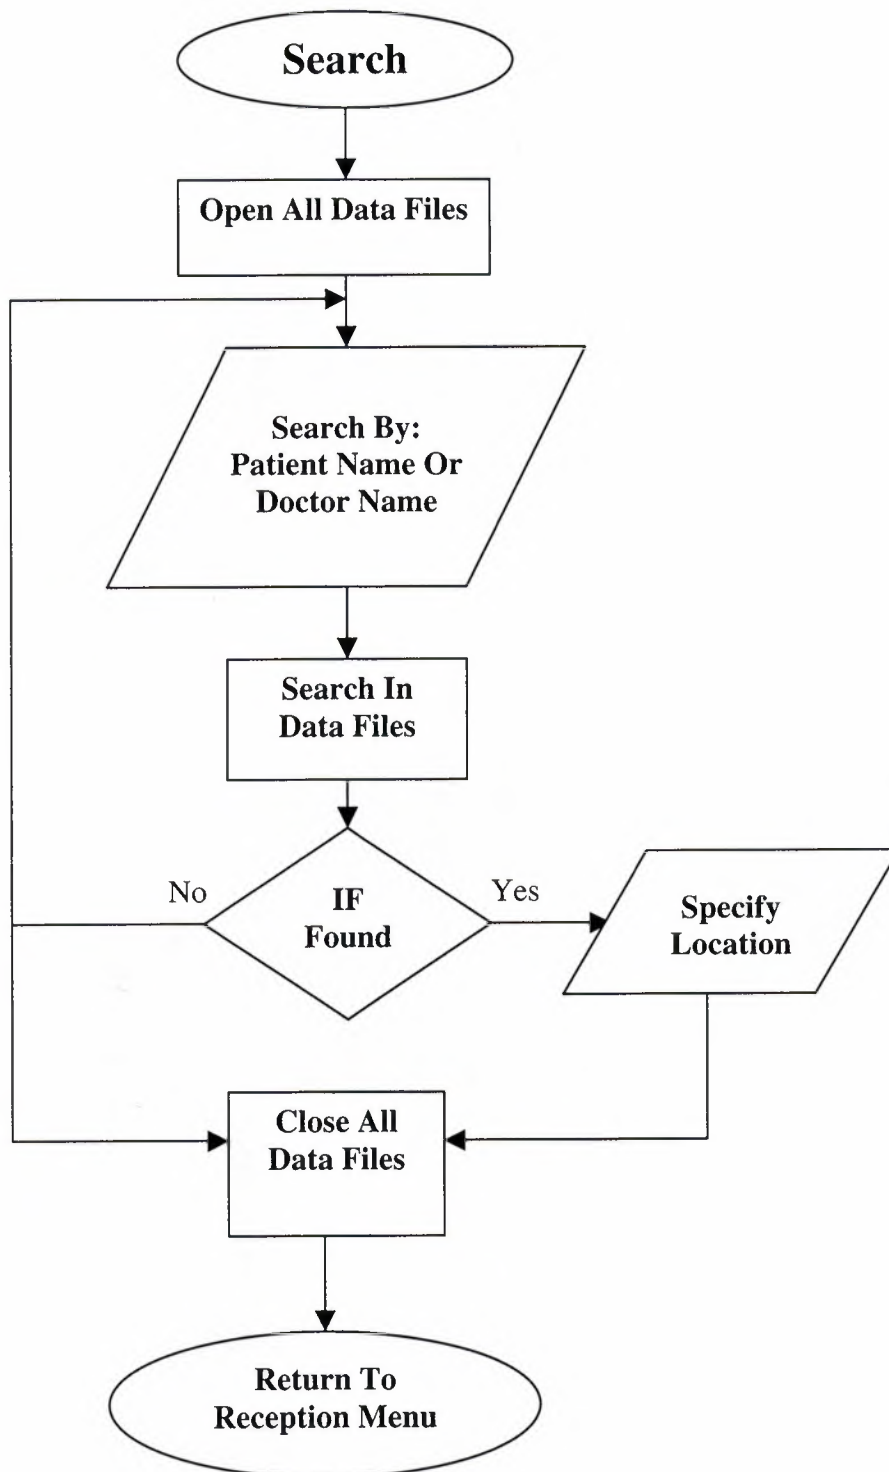 Search
Open All Data Files
Search By:
Patient Name Or
Doctor Name
Search In
Data Files
No
IF
Found
Yes
Specify
Location
Close All
Data Files
Return To
Reception Menu